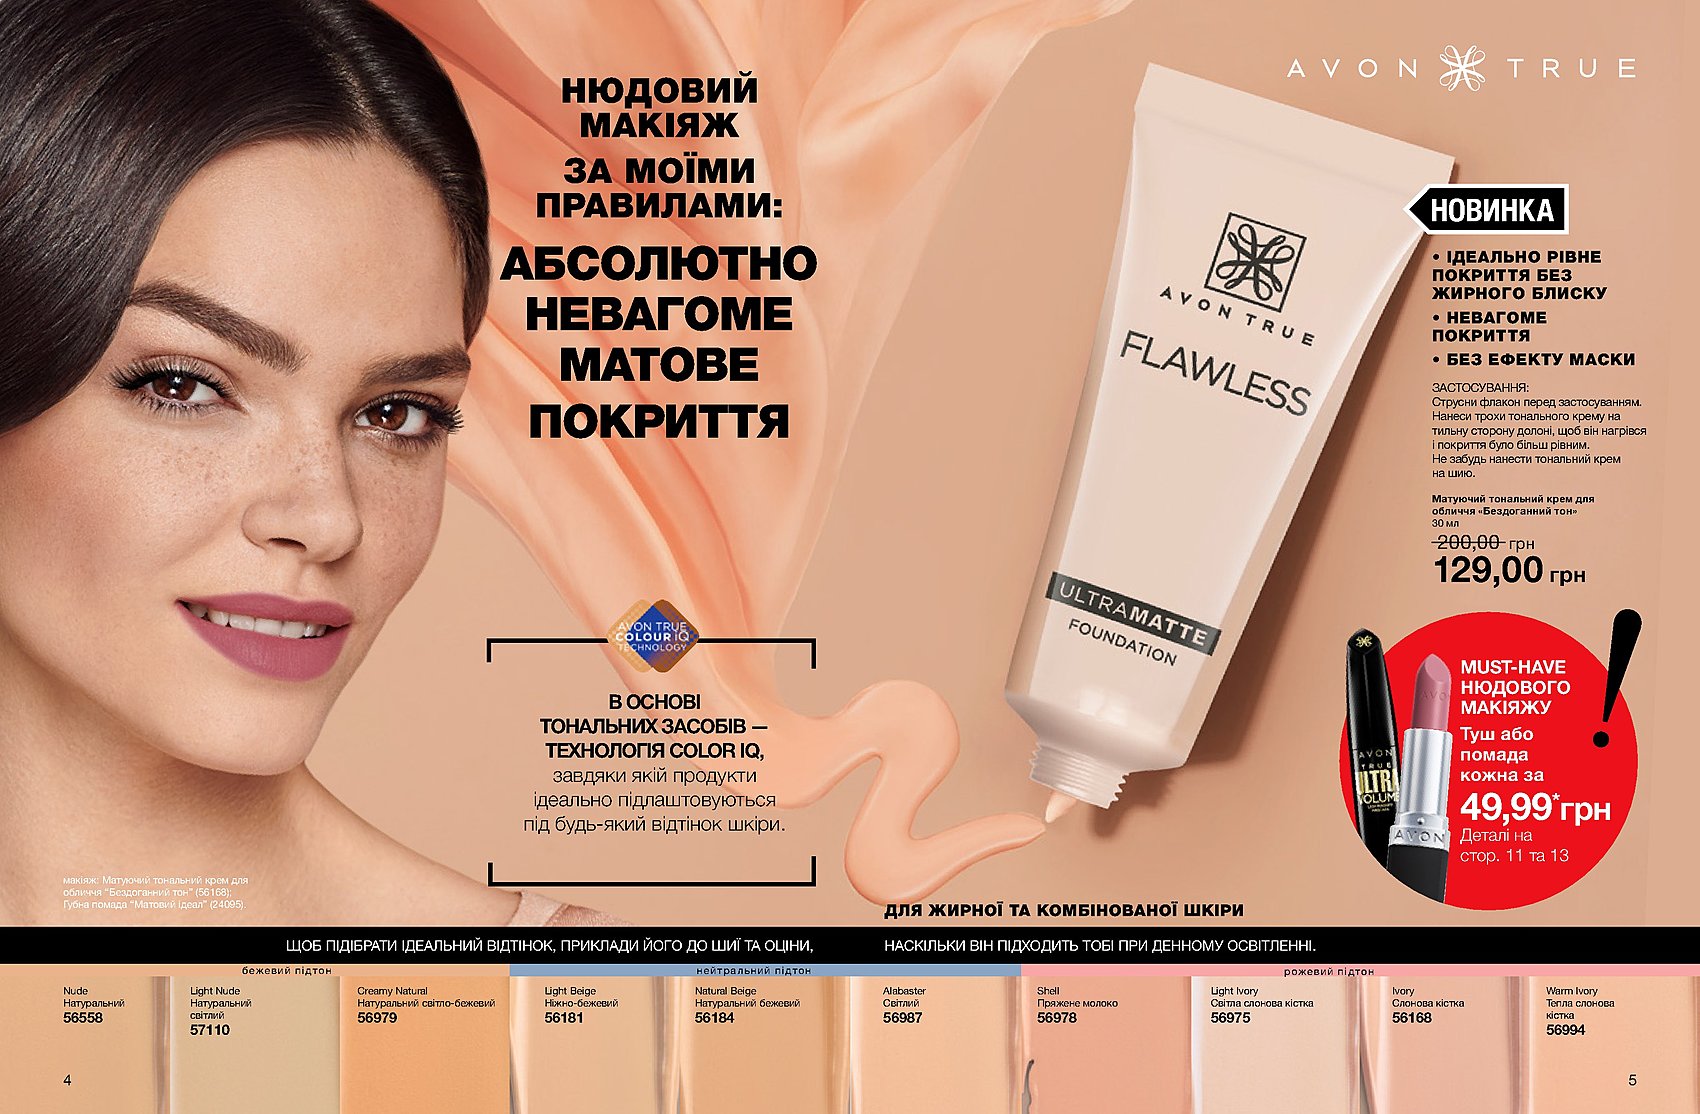 НЮДОВИЙ
МАКІЯЖ
ЗА МОЇМИ
ПРАВИЛАМИ:
АБСОЛЮТНО
НЕВАГОМЕ
МАТОВЕ
ПОКРИТТЯ
AVON TRUE
COLOUR iQ
TECHNOLOGY
В ОСНОВІ
ТОНАЛЬНИХ ЗАСОБІВ —
ТЕХНОЛОГІЯ COLOR IQ,
завдяки якій продукти
ідеально підлаштовуються
під будь-який відтінок шкіри.
макіяж: Матуючий тональний крем для
обличчя "Бездоганний тон" (56168);
Губна помада "Матовий ідеал" (24095).
AVON TRUE
AVON TRUE
FLAWLESS
ULTRAMATTE
FOUNDATION
НОВИНКА
• ІДЕАЛЬНО РІВНЕ
ПОКРИТТЯ БЕЗ
ЖИРНОГО БЛИСКУ
• НЕВАГОМЕ
ПОКРИТТЯ
• БЕЗ ЕФЕКТУ МАСКИ
ЗАСТОСУВАННЯ:
Струсни флакон перед застосуванням.
Нанеси трохи тонального крему на
тильну сторону долоні, щоб він нагрівся
і покриття було більш рівним.
Не забудь нанести тональний крем
на шию.
Матуючий тональний крем для
обличчя «Бездоганний тон»
30 мл
200,00 грн
129,00 грн
MUST-HAVE
НЮДОВОГО
МАКІЯЖУ
Туш або
помада
кожна за
49,99*грн
Деталі на
стор. 11 та 13
!
AVON
TRUE
ULTRA
VOLUME
AVON
ДЛЯ ЖИРНОЇ ТА КОМБІНОВАНОЇ ШКІРИ
ЩОБ ПІДІБРАТИ ІДЕАЛЬНИЙ ВІДТІНОК, ПРИКЛАДИ ЙОГО ДО ШИЇ ТА ОЦІНИ, НАСКІЛЬКИ ВІН ПІДХОДИТЬ ТОБІ ПРИ ДЕННОМУ ОСВІТЛЕННІ.
бежевий підтон
нейтральний підтон
рожевий підтон
Nude
Натуральний
56558
Light Nude
Натуральний
світлий
57110
Creamy Natural
Натуральний світло-бежевий
56979
Light Beige
Ніжно-бежевий
56181
Natural Beige
Натуральний бежевий
56184
Alabaster
Світлий
56987
Shell
Пряжене молоко
56978
Light Ivory
Світла слонова кістка
56975
Ivory
Слонова кістка
56168
Warm Ivory
Тепла слонова
кістка
56994
4
5